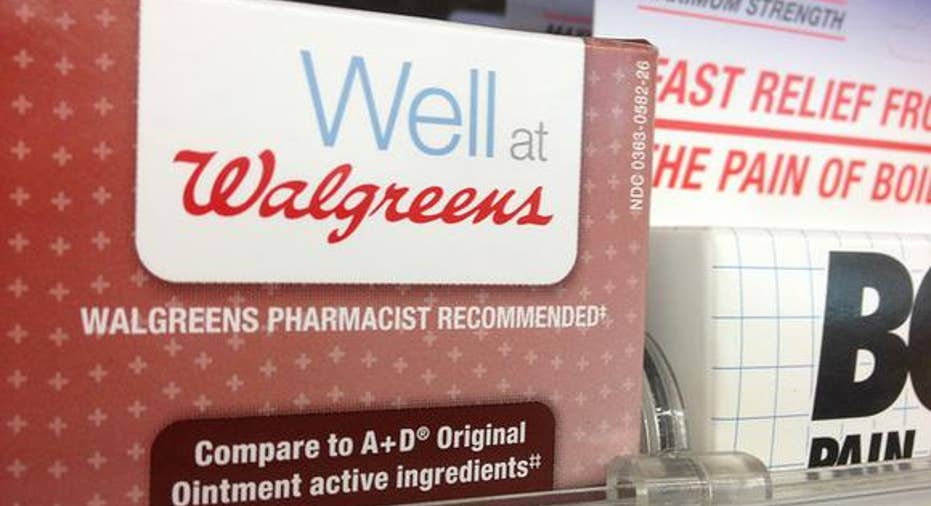 Well at
Walgreens
WALGREENS PHARMACIST RECOMMENDED‡
Compare to A+D® Original
Ointment active ingredients‡‡
NDC 0363-0582-26
STRENGTH
FAST RELIEF FRO
THE PAIN OF BOI
BO
PAIN